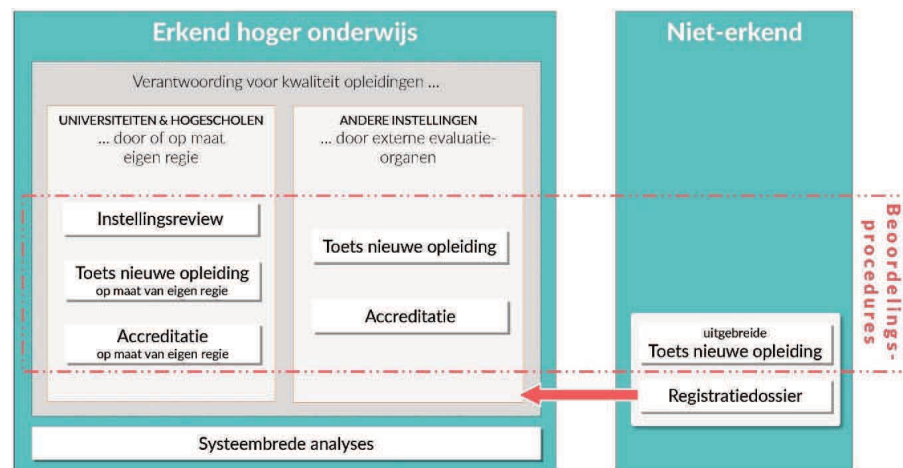 Erkend hoger onderwijs
Verantwoording voor kwaliteit opleidingen ...
UNIVERSITEITEN & HOGESCHOLEN
... door of op maat
eigen regie
Instellingsreview
Toets nieuwe opleiding
op maat van eigen regie
Accreditatie
op maat van eigen regie
ANDERE INSTELLINGEN
... door externe evaluatie-
organen
Toets nieuwe opleiding
Accreditatie
Systeembrede analyses
Niet-erkend
uitgebreide
Toets nieuwe opleiding
Registratiedossier
Beoordelings-
procedures